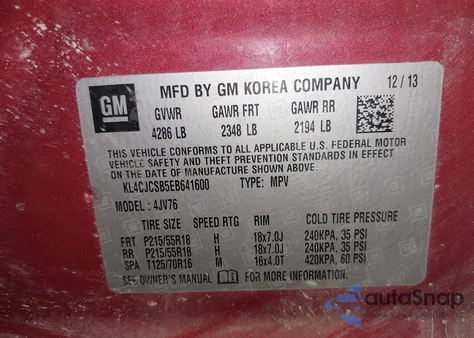 GM
MFD BY GM KOREA COMPANY 12/13
GVWR GAWR FRT GAWR RR
4286 LB 2348 LB 2194 LB
THIS VEHICLE CONFORMS TO ALL APPLICABLE U.S. FEDERAL MOTOR
VEHICLE SAFETY AND THEFT PREVENTION STANDARDS IN EFFECT ON THE
DATE OF MANUFACTURE SHOWN ABOVE.
KL4CJCSB5EB641600 TYPE: MPV
MODEL: 4JV76
TIRE SIZE SPEED RTG RIM COLD TIRE PRESSURE
FRT P215/55R18 H 18x7.0J 240KPA, 35 PSI
RR P215/55R18 H 18x7.0J 240KPA, 35 PSI
SPA T125/70R16 M 16x4.0T 420KPA, 60 PSI
SEE OWNER'S MANUAL FOR MORE INFORMATION.
autaSnap